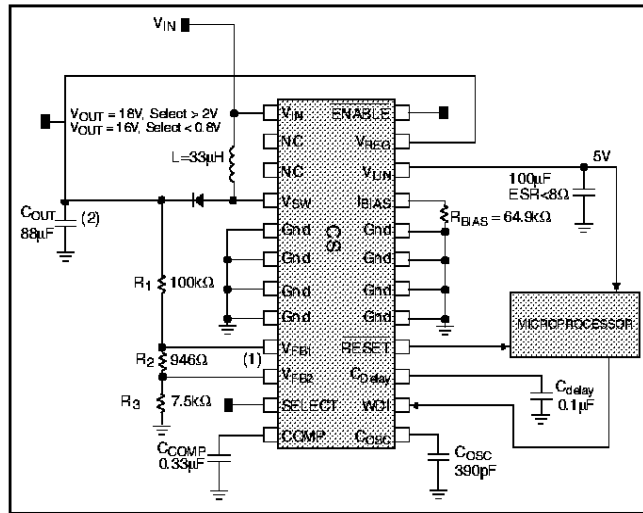 VIN
VOUT = 18V, Select > 2V
VOUT = 16V, Select < 0.8V
L=33µH
COUT
88µF
(2)
R1
100kΩ
R2
946Ω
(1)
R3
7.5kΩ
CCOMP
0.33µF
VIN
NC
NC
VSW
Gnd
Gnd
Gnd
Gnd
VFB1
VFB2
SELECT
COMP
CS
ENABLE
VREG
VLIN
IBIAS
Gnd
Gnd
Gnd
Gnd
RESET
CDelay
WDI
COSC
5V
100µF
ESR<8Ω
RBIAS = 64.9kΩ
MICROPROCESSOR
Cdelay
0.1µF
COSC
390pF